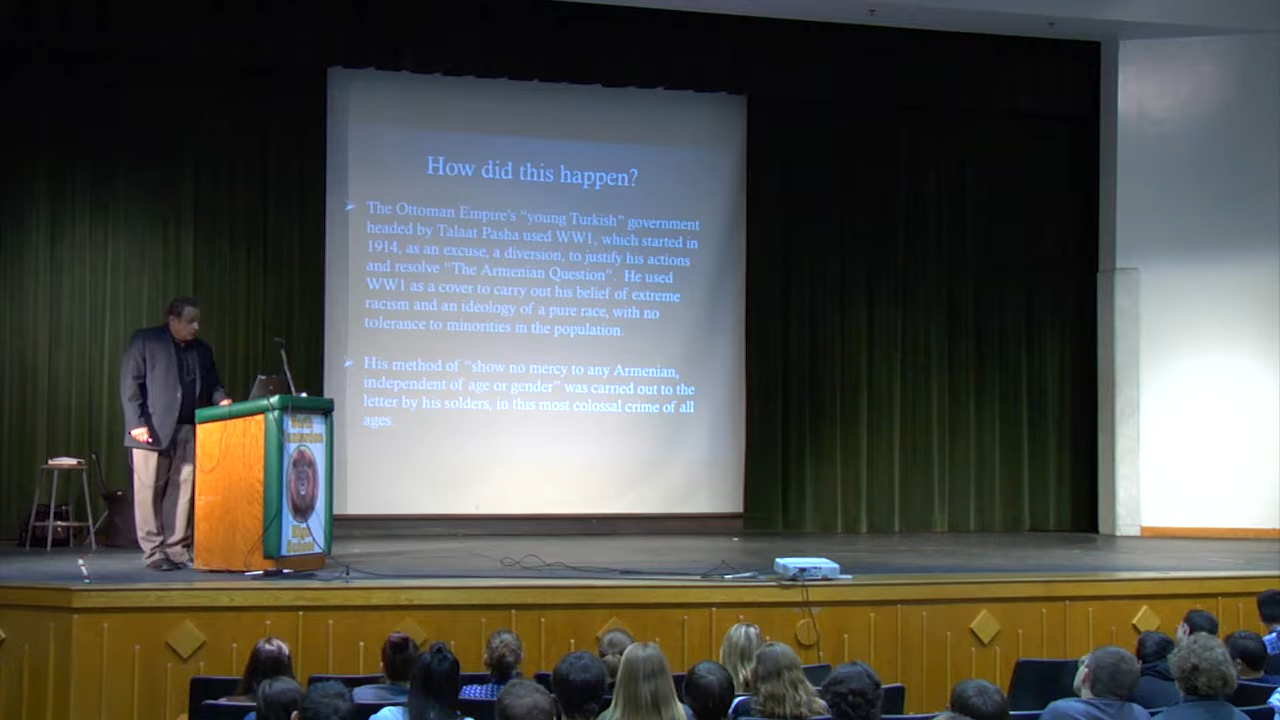 How did this happen?
The Ottoman Empire's "young Turkish" government
headed by Talaat Pasha used WW1, which started in
1914, as an excuse, a diversion, to justify his actions
and resolve "The Armenian Question". He used
WW1 as a cover to carry out his belief of extreme
racism and an ideology of a pure race, with no
tolerance to minorities in the population.
His method of "show no mercy to any Armenian,
independent of age or gender" was carried out to the
letter by his solders, in this most colossal crime of all
ages.